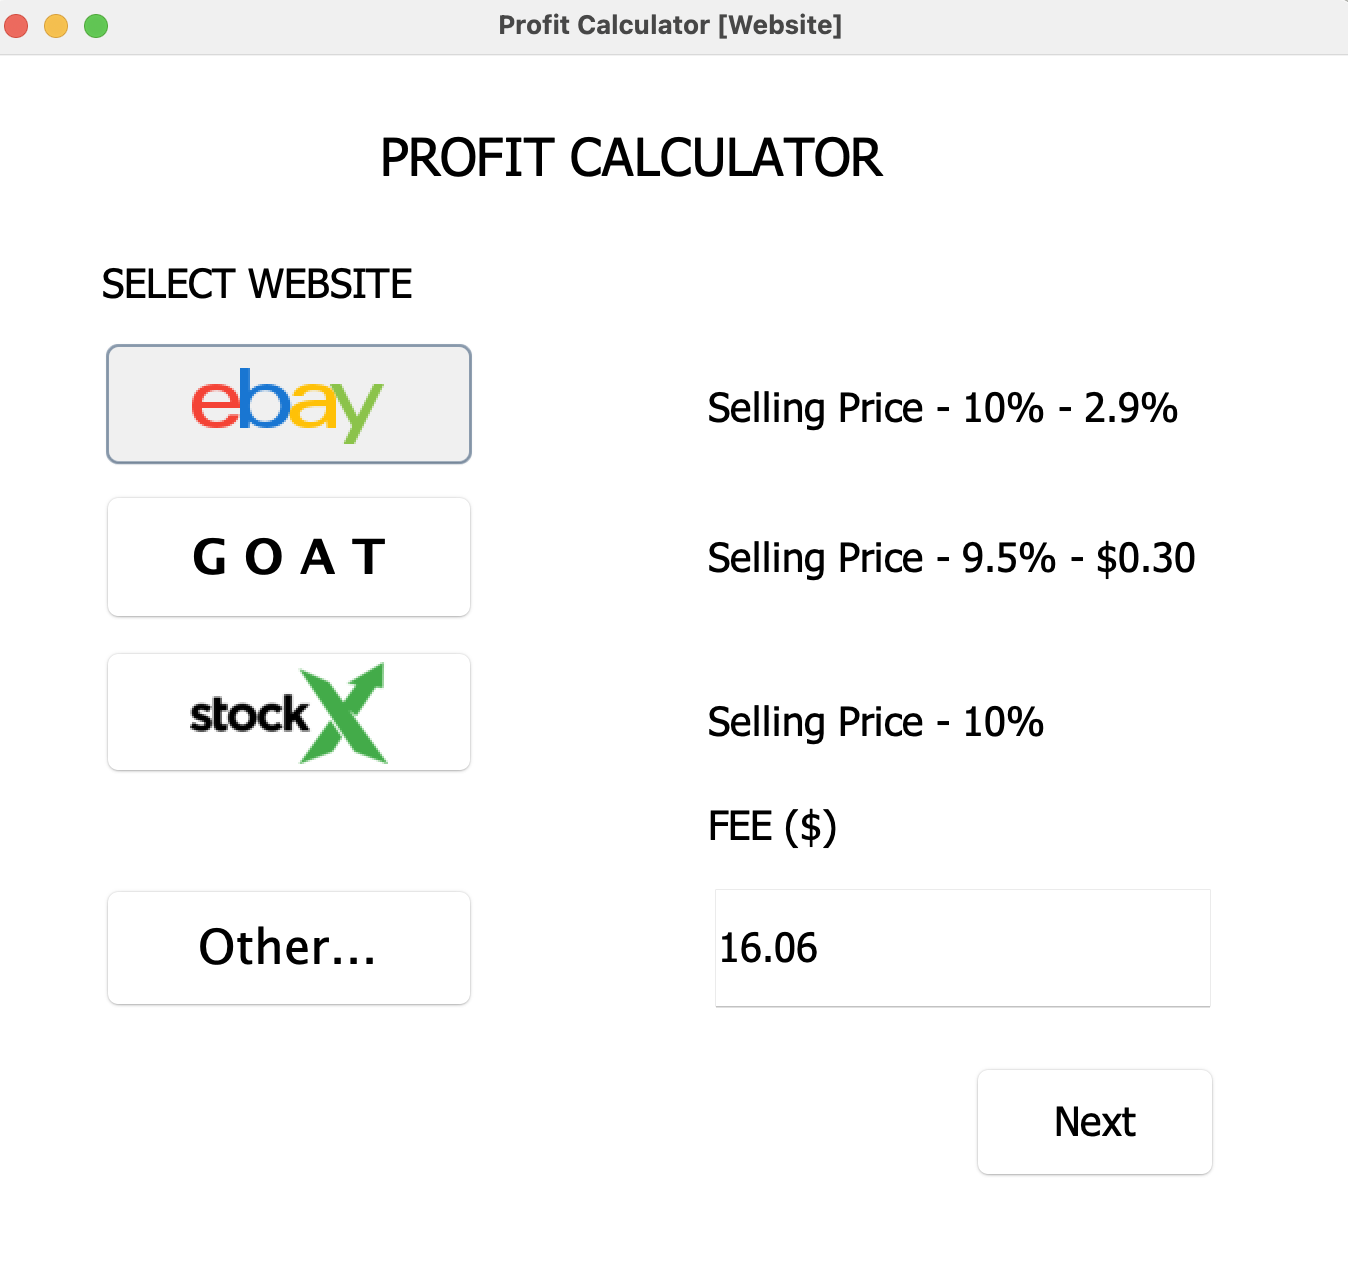 Profit Calculator [Website]
PROFIT CALCULATOR
SELECT WEBSITE
ebay
Selling Price - 10% - 2.9%
G O A T
Selling Price - 9.5% - $0.30
stockX
Selling Price - 10%
FEE ($)
Other...
16.06
Next